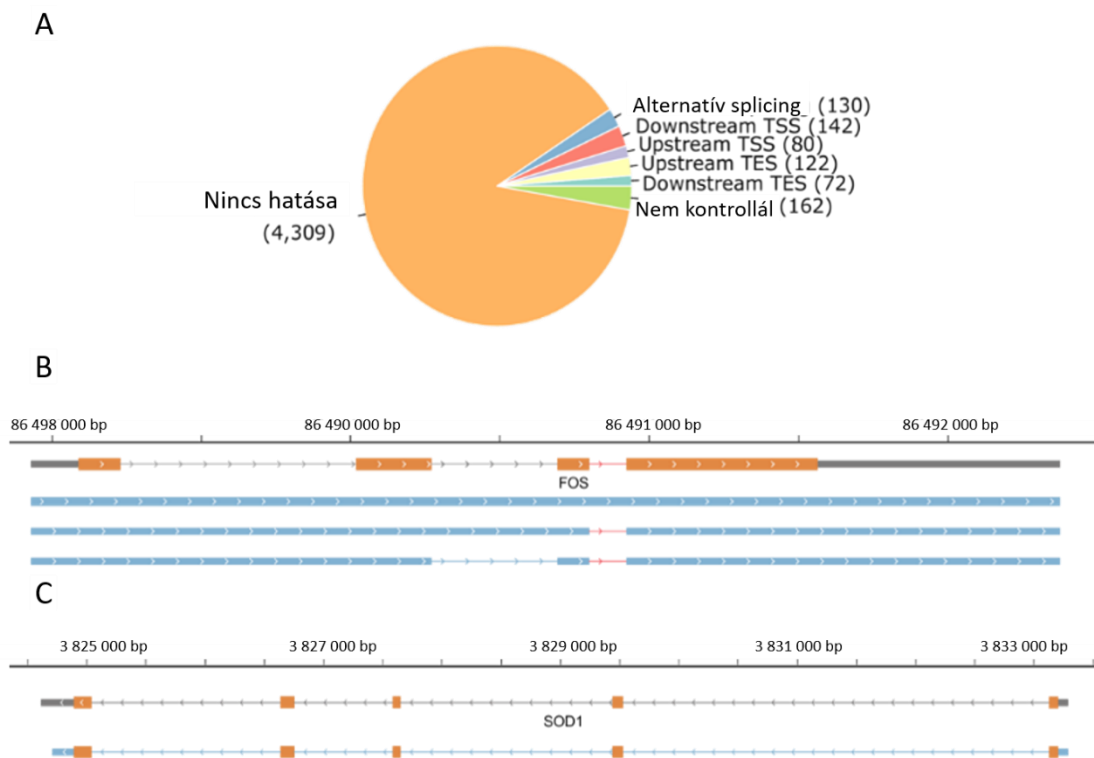 A
Alternatív splicing (130)
Downstream TSS (142)
Upstream TSS (80)
Upstream TES (122)
Downstream TES (72)
Nem kontrollál (162)
Nincs hatása
(4,309)
B
86 498 000 bp 86 490 000 bp 86 491 000 bp 86 492 000 bp
FOS
C
3 825 000 bp 3 827 000 bp 3 829 000 bp 3 831 000 bp 3 833 000 bp
SOD1